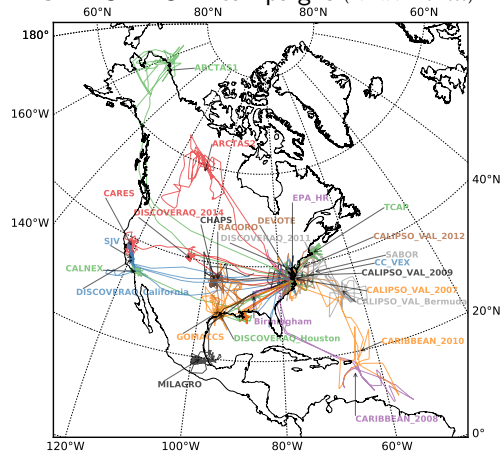 60°W 80°W 80°W 60°W
180°
ARCTAS1
160°W
ARCTAS2
40°N
CARES
EPA_HR
DISCOVERAQ_2014
TCAP
CHAPS
DEVOTE
140°W
RACORO
DISCOVERAQ_2011
CALIPSO_VAL_2012
SJV
SABOR
CC_VEX
CALNEX
CALIPSO_VAL_2009
DISCOVERAQ_California
CALIPSO_VAL_2007
CALIPSO_VAL_Bermuda
20°N
Birmingham
GOMACCS
DISCOVERAQ_Houston
CARIBBEAN_2010
MILAGRO
CARIBBEAN_2008
0°
120°W 100°W 80°W 60°W